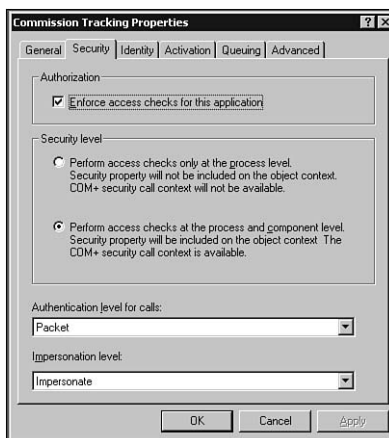 Commission Tracking Properties
General Security Identity Activation Queuing Advanced
Authorization
Enforce access checks for this application
Security level
Perform access checks only at the process level.
Security property will not be included on the object context.
COM+ security call context will not be available.
Perform access checks at the process and component level.
Security property will be included on the object context The
COM+ security call context is available.
Authentication level for calls:
Packet
Impersonation level:
Impersonate
OK Cancel Apply